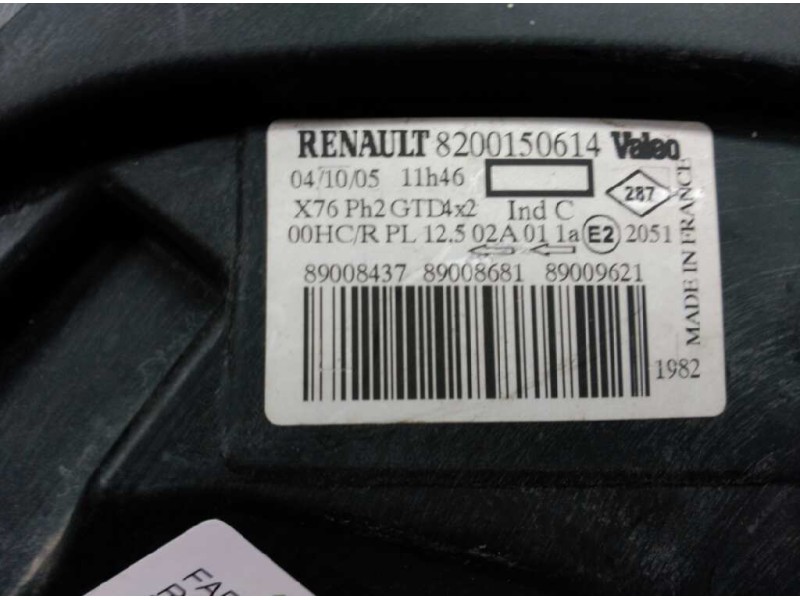 RENAULT 8200150614 Valeo
04/10/05 11h46
287
X76 Ph2 GTD4x2 Ind C
00HC/R PL 12.5 02A 01 1a E2 2051
89008437 89008681 89009621
1982
MADE IN FRANCE